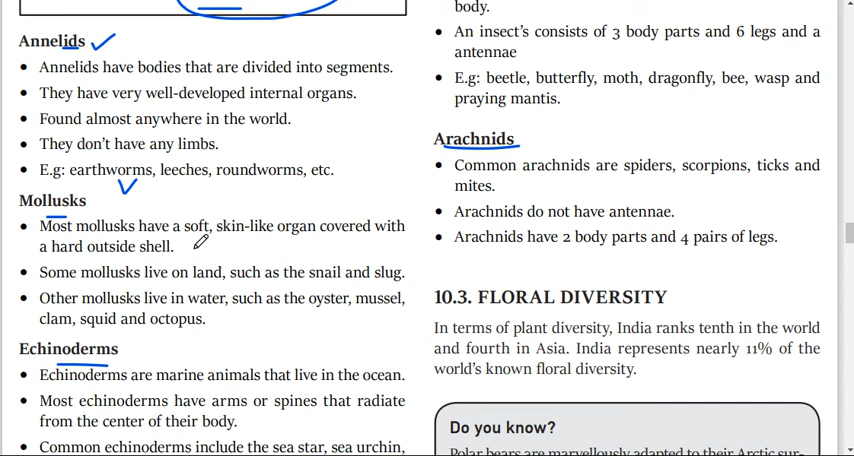 Annelids
• Annelids have bodies that are divided into segments.
• They have very well-developed internal organs.
• Found almost anywhere in the world.
• They don't have any limbs.
• E.g: earthworms, leeches, roundworms, etc.
Mollusks
• Most mollusks have a soft, skin-like organ covered with
a hard outside shell.
• Some mollusks live on land, such as the snail and slug.
• Other mollusks live in water, such as the oyster, mussel,
clam, squid and octopus.
Echinoderms
• Echinoderms are marine animals that live in the ocean.
• Most echinoderms have arms or spines that radiate
from the center of their body.
• Common echinoderms include the sea star, sea urchin,
body.
• An insect's consists of 3 body parts and 6 legs and a
antennae
• E.g: beetle, butterfly, moth, dragonfly, bee, wasp and
praying mantis.
Arachnids
• Common arachnids are spiders, scorpions, ticks and
mites.
• Arachnids do not have antennae.
• Arachnids have 2 body parts and 4 pairs of legs.
10.3. FLORAL DIVERSITY
In terms of plant diversity, India ranks tenth in the world
and fourth in Asia. India represents nearly 11% of the
world's known floral diversity.
Do you know?
Polar bears are marvellously adapted to their Arctic sur-